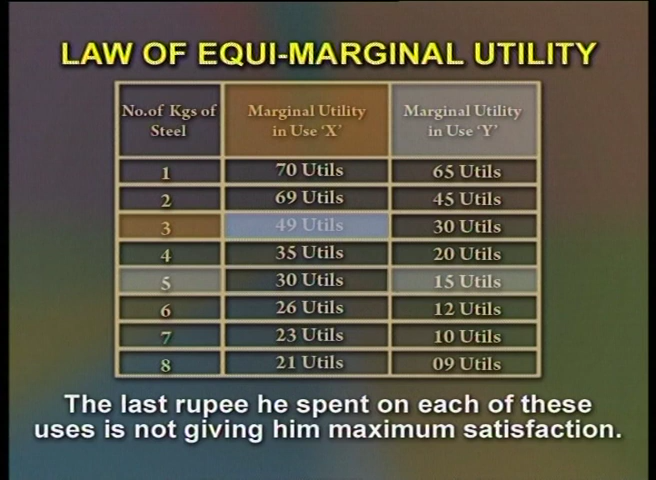 LAW OF EQUI-MARGINAL UTILITY
No.of Kgs of Steel Marginal Utility in Use 'X' Marginal Utility in Use 'Y'
1 70 Utils 65 Utils
2 69 Utils 45 Utils
3 49 Utils 30 Utils
4 35 Utils 20 Utils
5 30 Utils 15 Utils
6 26 Utils 12 Utils
7 23 Utils 10 Utils
8 21 Utils 09 Utils
The last rupee he spent on each of these
uses is not giving him maximum satisfaction.